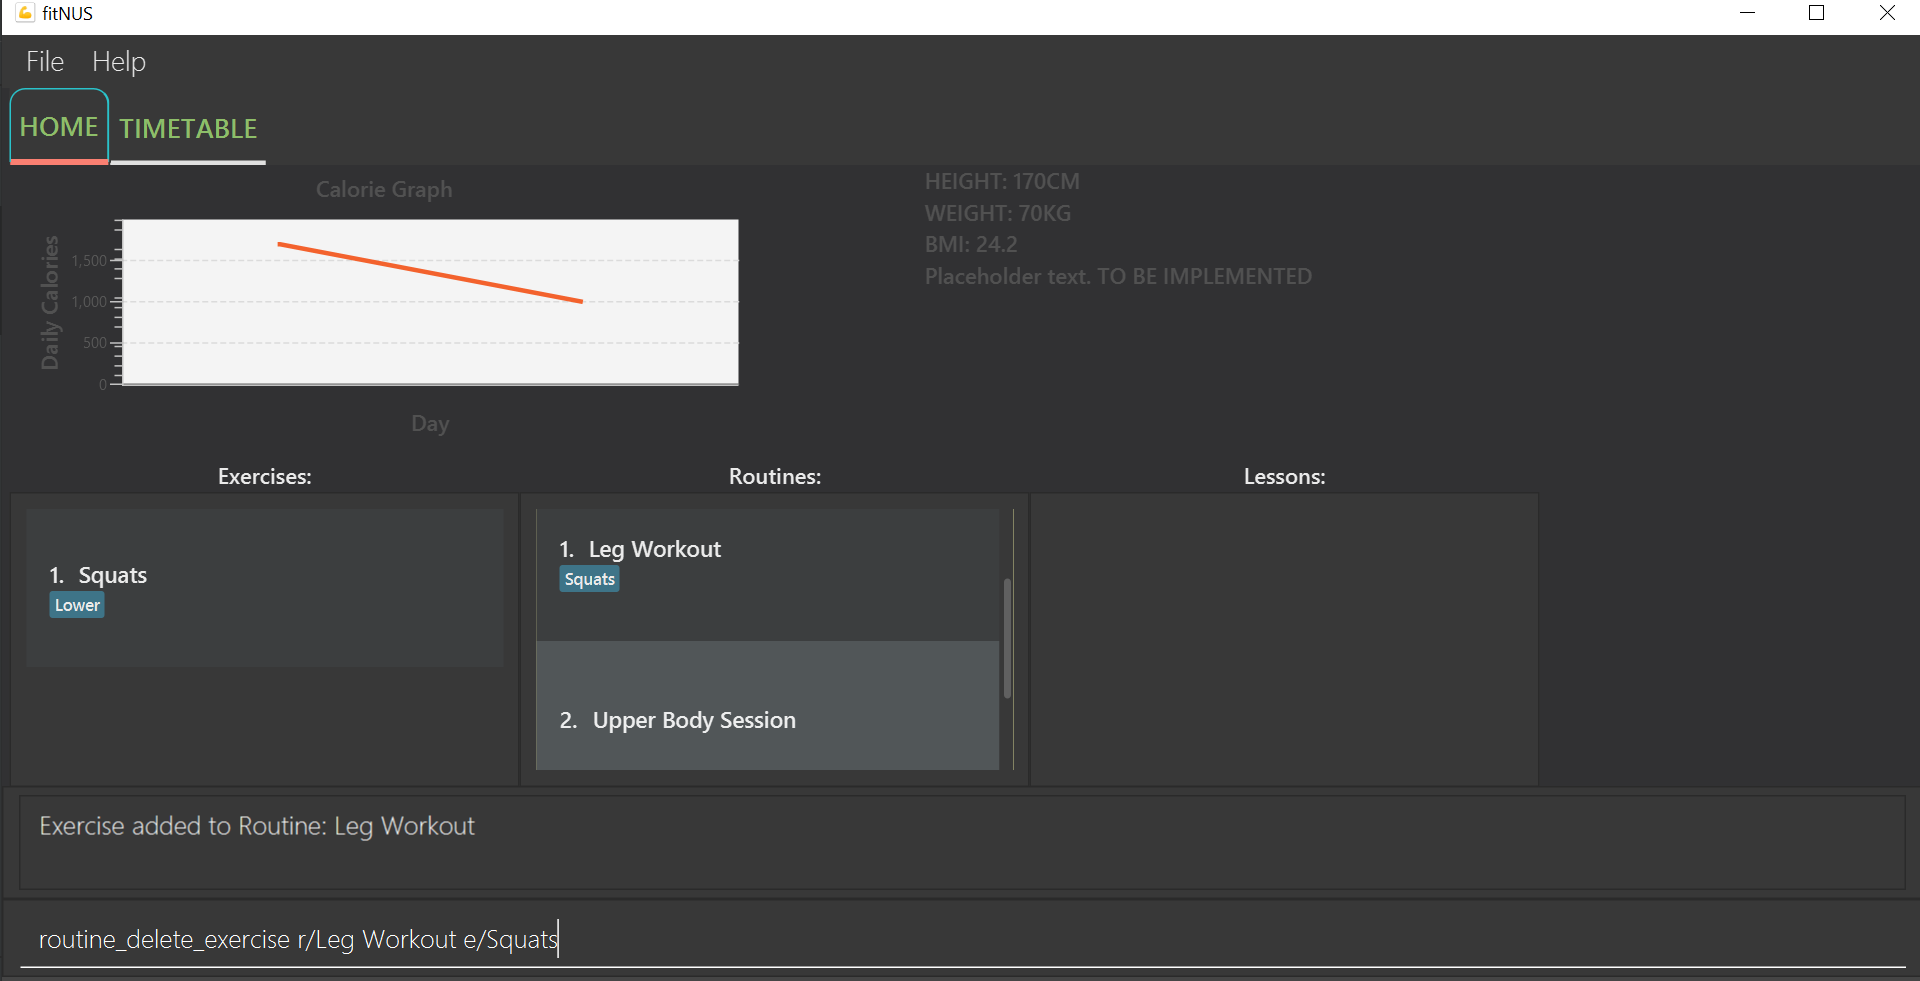 fitNUS
File Help
HOME TIMETABLE
Calorie Graph
Daily Calories
1,500
1,000
500
0
Day
HEIGHT: 170CM
WEIGHT: 70KG
BMI: 24.2
Placeholder text. TO BE IMPLEMENTED
Exercises:
1. Squats
Lower
Routines:
1. Leg Workout
Squats
2. Upper Body Session
Lessons:
Exercise added to Routine: Leg Workout
routine_delete_exercise r/Leg Workout e/Squats